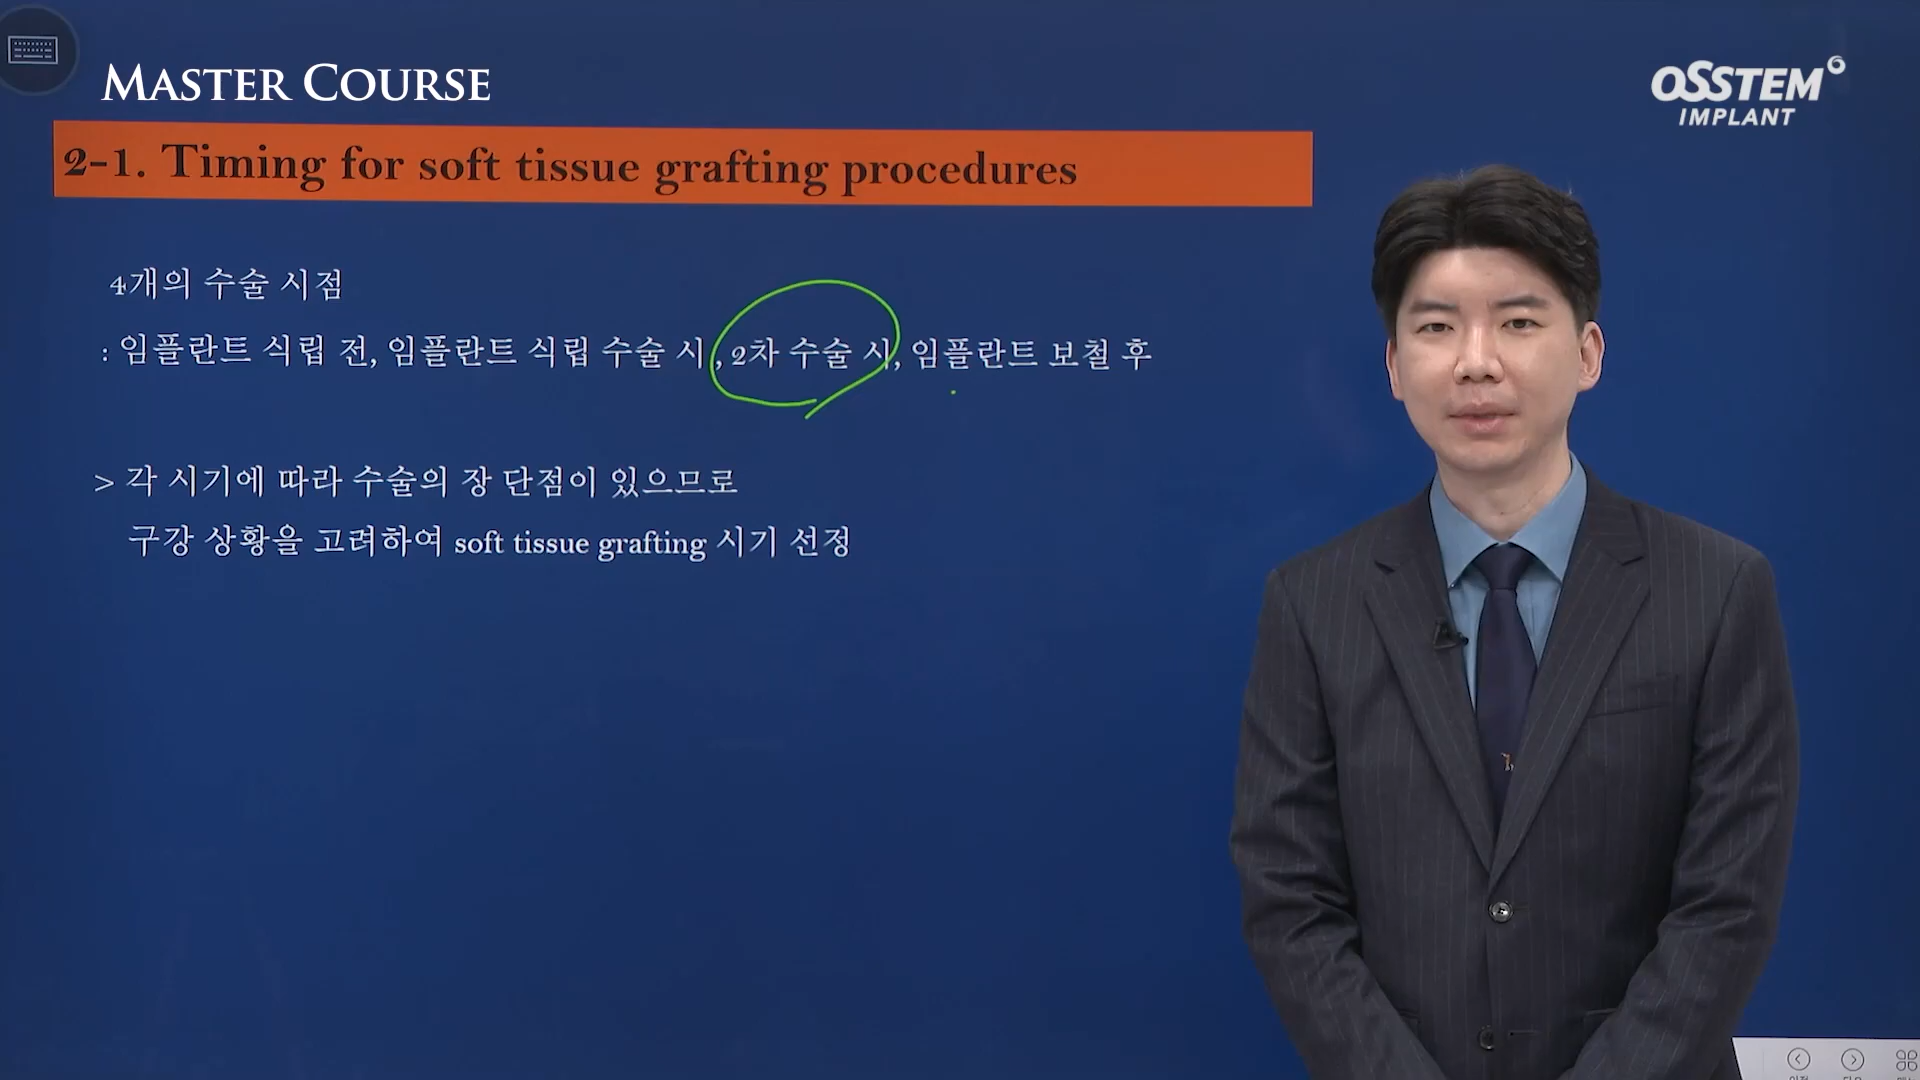 MASTER COURSE
OSSTEM
IMPLANT
2-1. Timing for soft tissue grafting procedures
4개의 수술 시점
: 임플란트 식립 전, 임플란트 식립 수술 시, 2차 수술 시, 임플란트 보철 후
> 각 시기에 따라 수술의 장 단점이 있으므로
구강 상황을 고려하여 soft tissue grafting 시기 선정